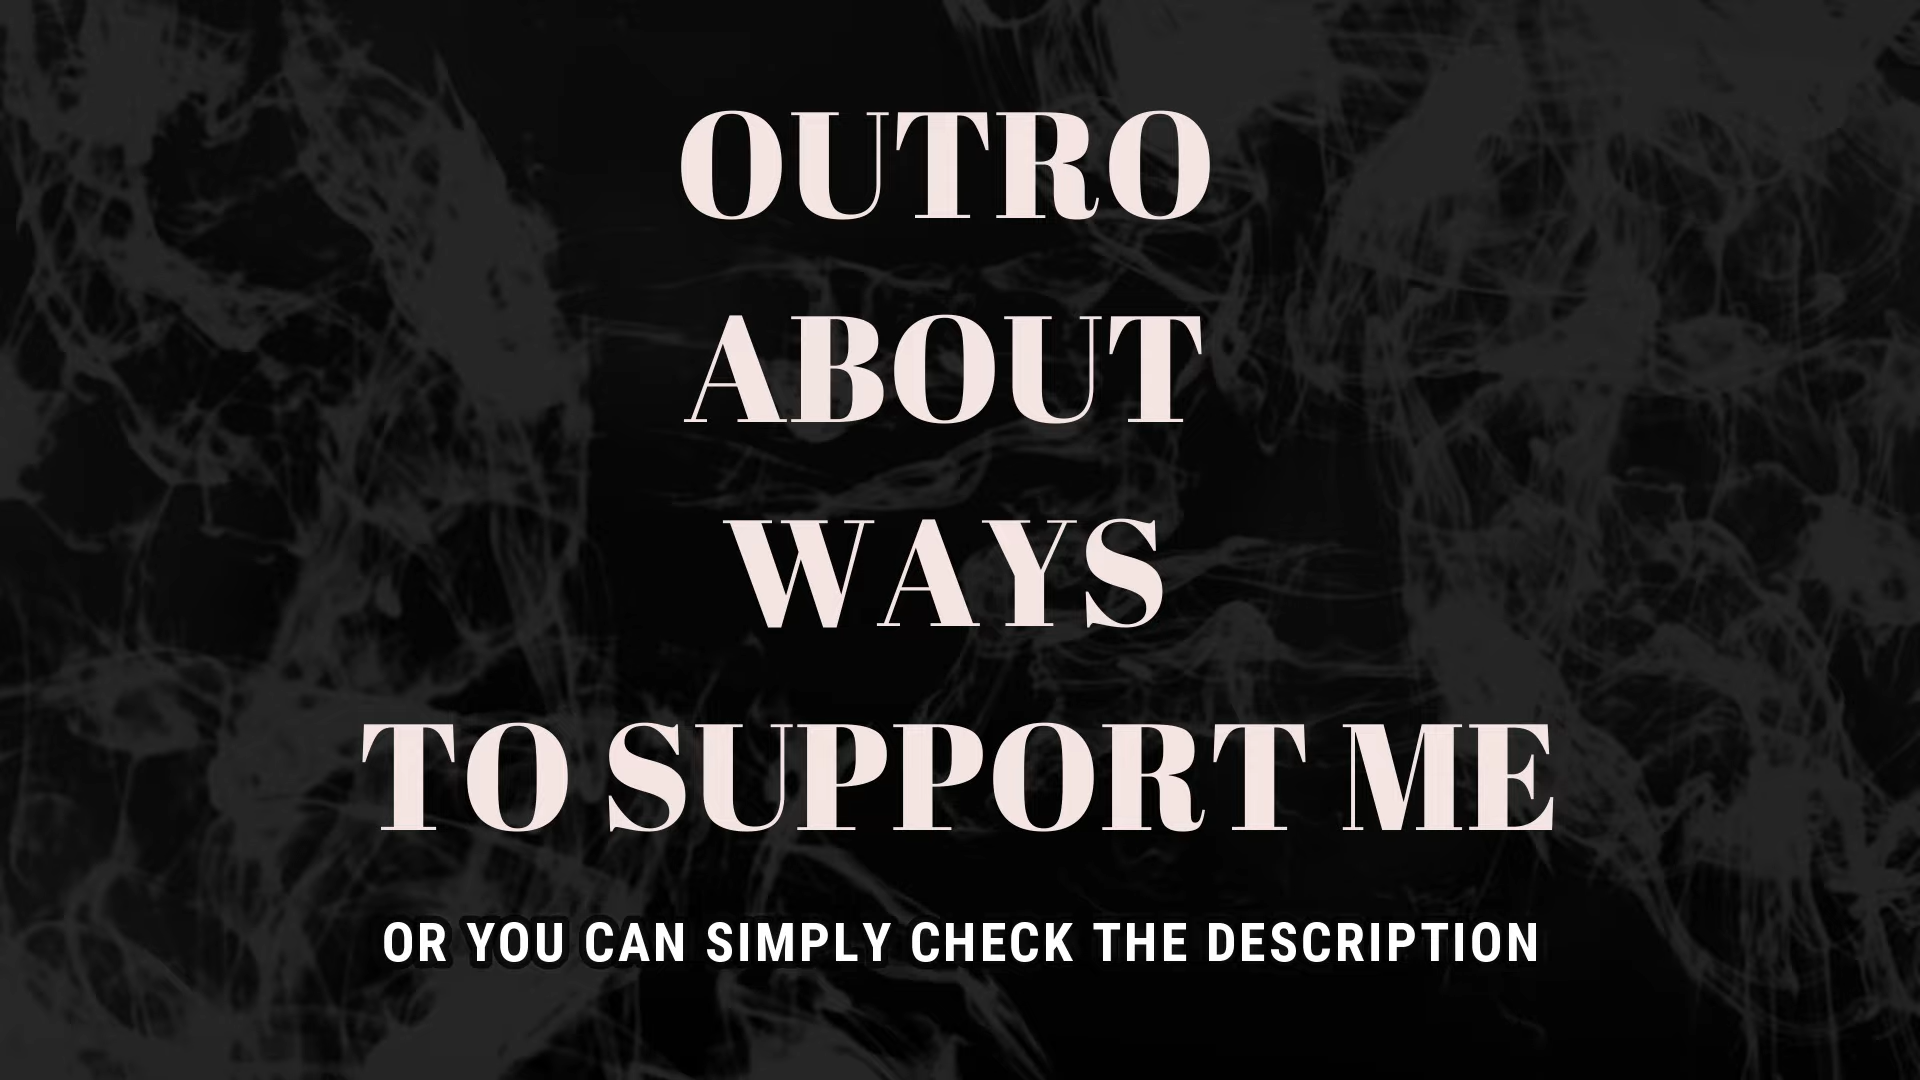 OUTRO
ABOUT
WAYS
TO SUPPORT ME
OR YOU CAN SIMPLY CHECK THE DESCRIPTION